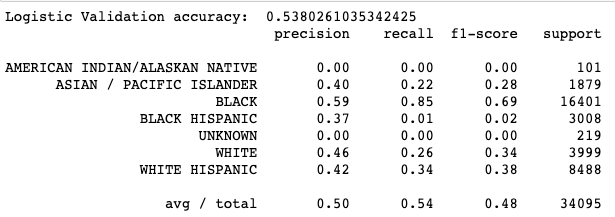 Logistic Validation accuracy:  0.5380261035342425
precision recall f1-score support
AMERICAN INDIAN/ALASKAN NATIVE 0.00 0.00 0.00 101
ASIAN / PACIFIC ISLANDER 0.40 0.22 0.28 1879
BLACK 0.59 0.85 0.69 16401
BLACK HISPANIC 0.37 0.01 0.02 3008
UNKNOWN 0.00 0.00 0.00 219
WHITE 0.46 0.26 0.34 3999
WHITE HISPANIC 0.42 0.34 0.38 8488
avg / total 0.50 0.54 0.48 34095